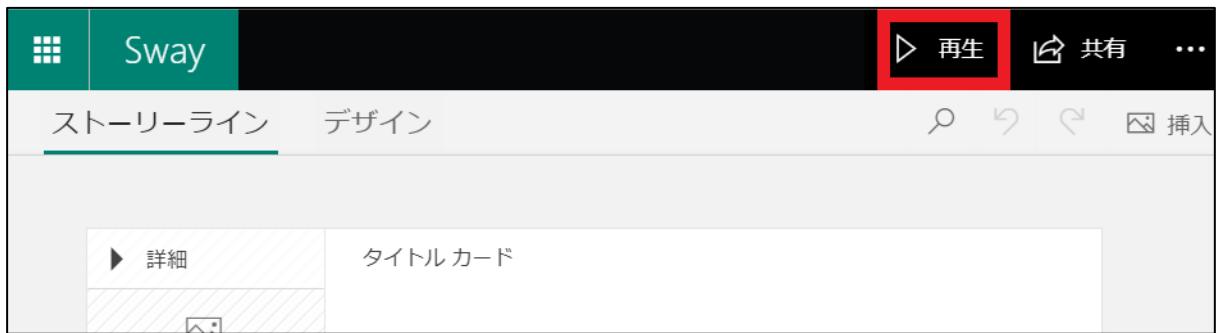 Sway
再生
共有
ストーリーライン
デザイン
挿入
詳細
タイトル カード